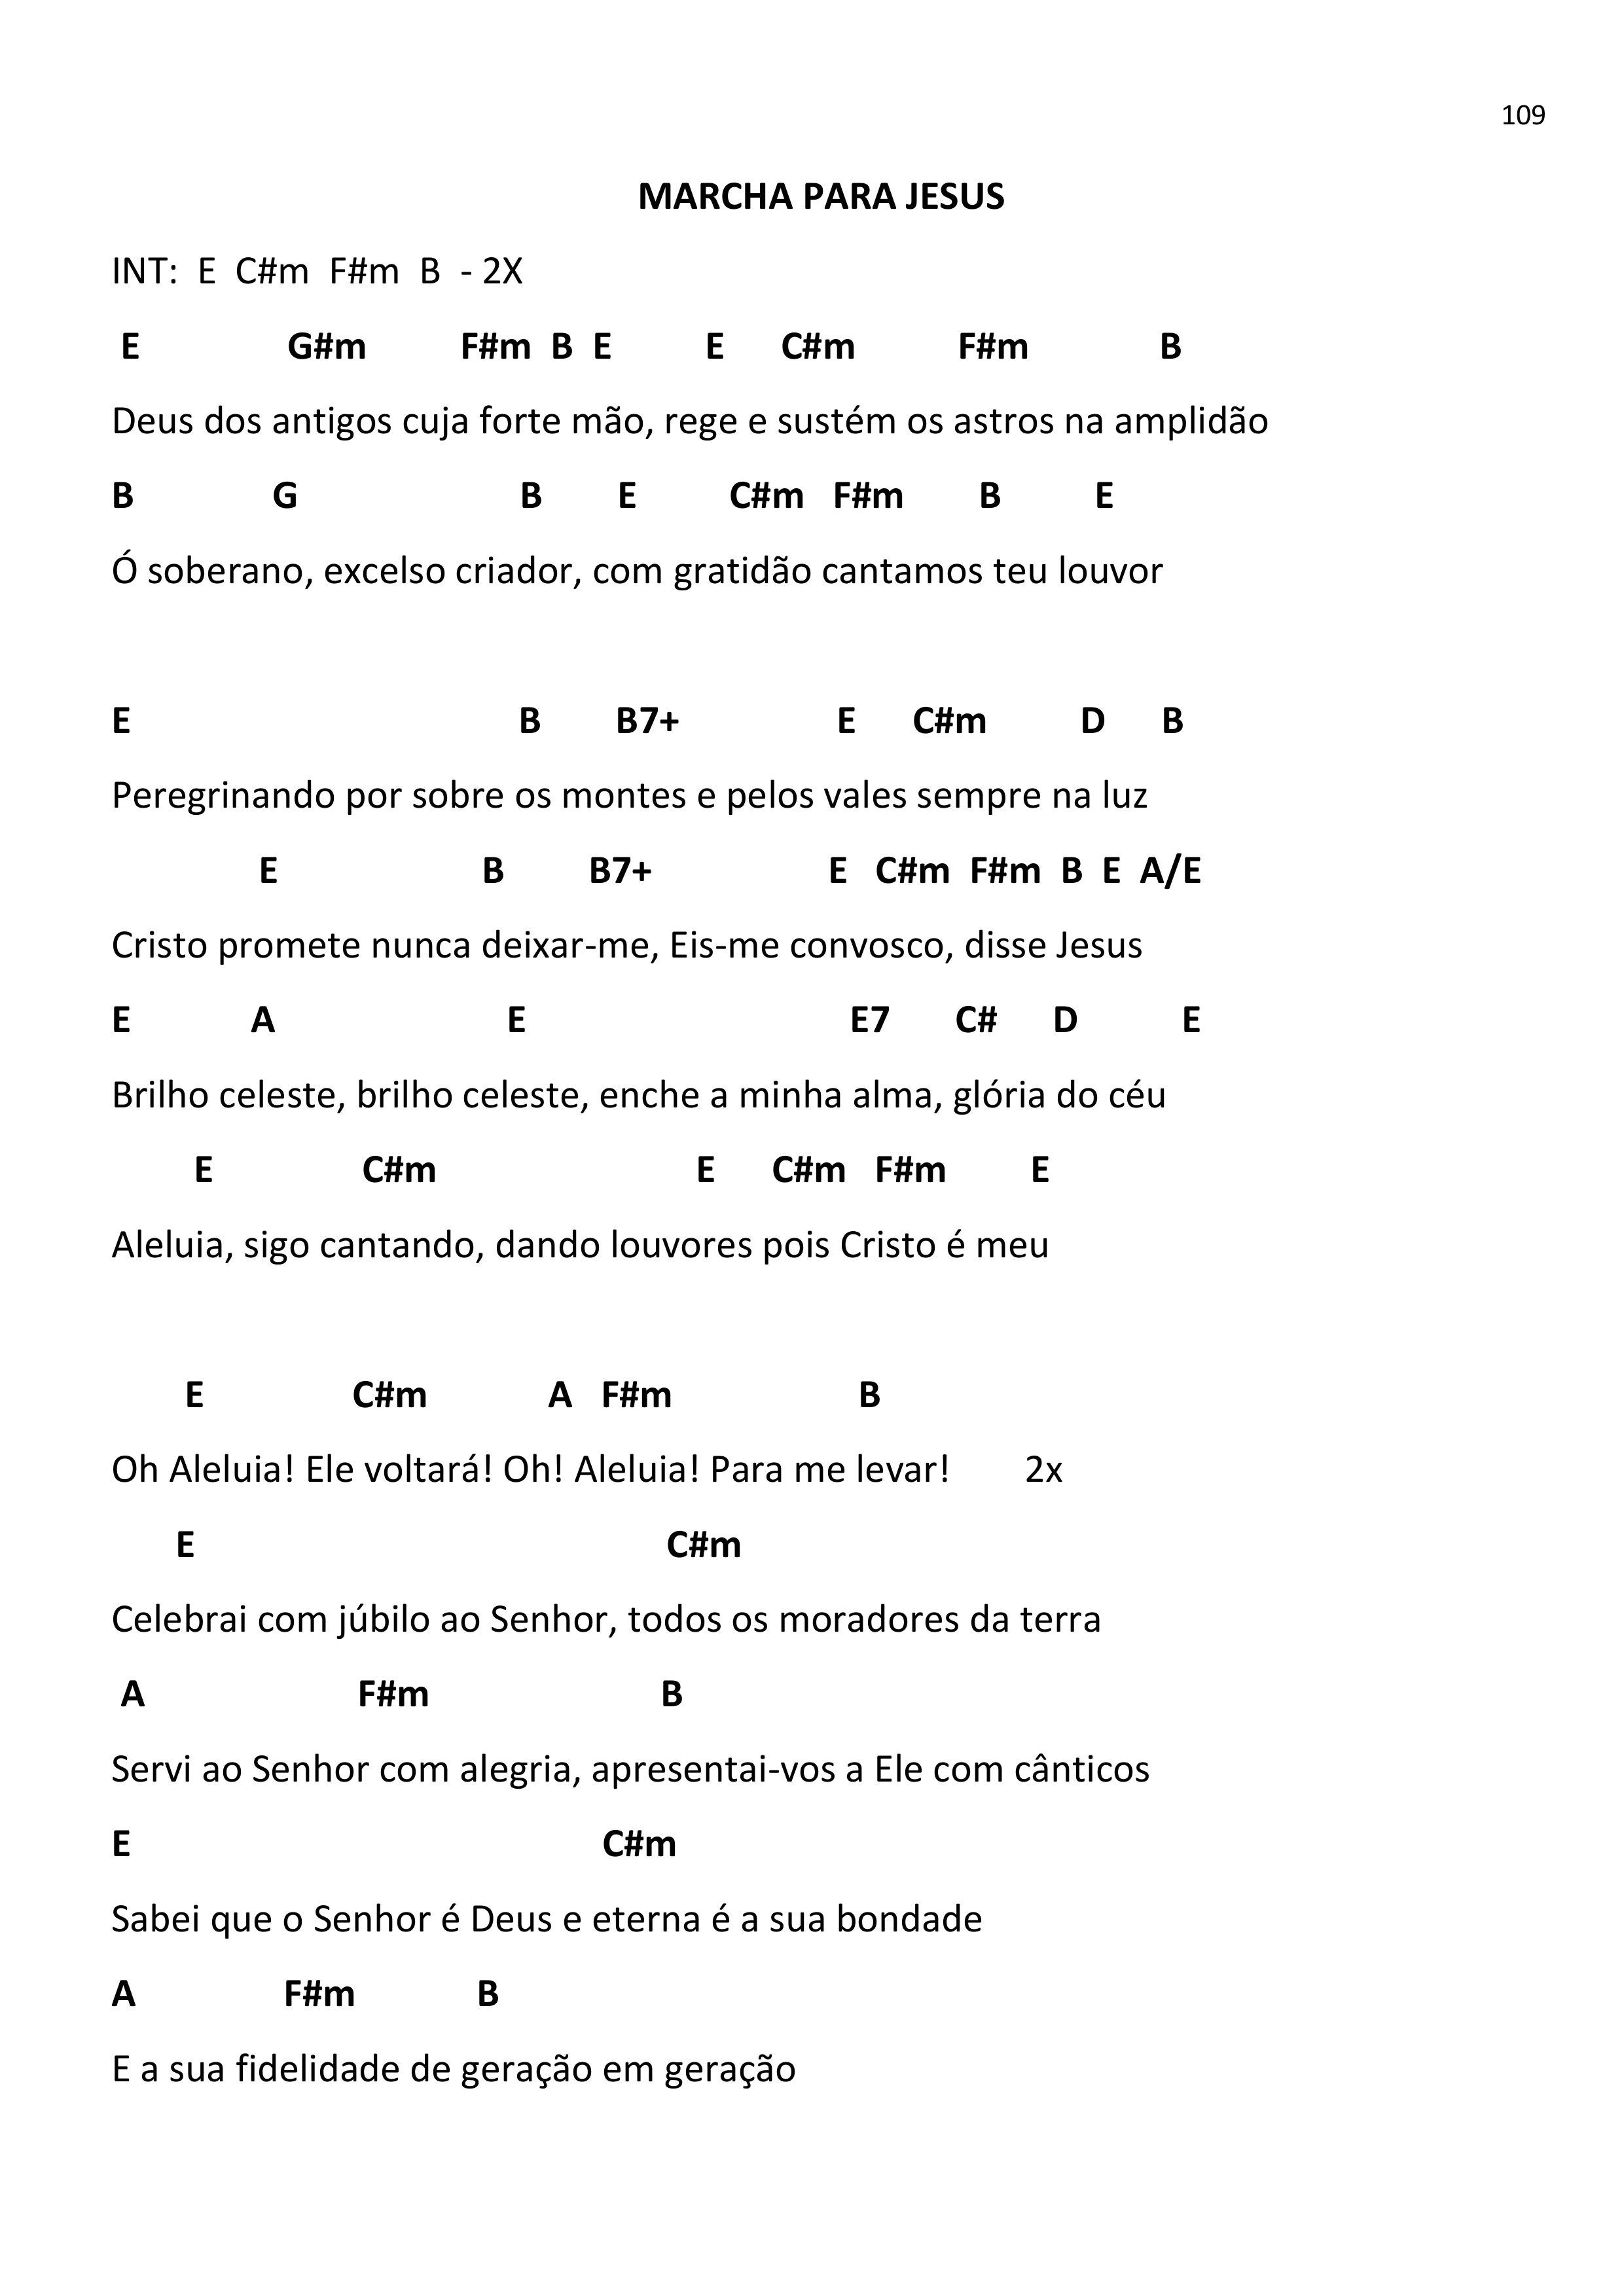 109
MARCHA PARA JESUS
INT: E C#m F#m B - 2X
E G#m F#m B E E C#m F#m B
Deus dos antigos cuja forte mão, rege e sustém os astros na amplidão
B G B E C#m F#m B E
Ó soberano, excelso criador, com gratidão cantamos teu louvor
E B B7+ E C#m D B
Peregrinando por sobre os montes e pelos vales sempre na luz
E B B7+ E C#m F#m B E A/E
Cristo promete nunca deixar-me, Eis-me convosco, disse Jesus
E A E E7 C# D E
Brilho celeste, brilho celeste, enche a minha alma, glória do céu
E C#m E C#m F#m E
Aleluia, sigo cantando, dando louvores pois Cristo é meu
E C#m A F#m B
Oh Aleluia! Ele voltará! Oh! Aleluia! Para me levar! 2x
E C#m
Celebrai com júbilo ao Senhor, todos os moradores da terra
A F#m B
Servi ao Senhor com alegria, apresentai-vos a Ele com cânticos
E C#m
Sabei que o Senhor é Deus e eterna é a sua bondade
A F#m B
E a sua fidelidade de geração em geração